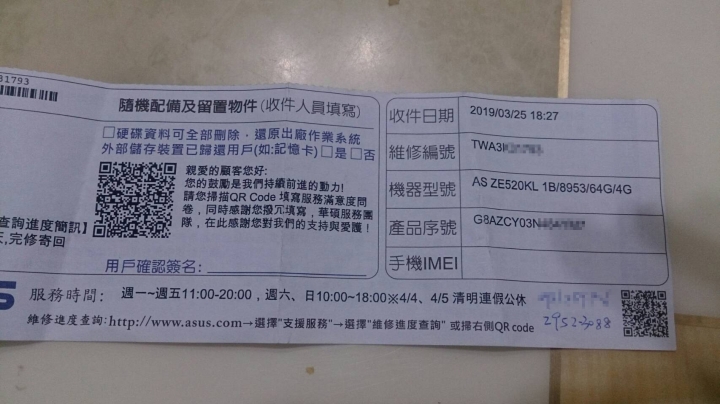 31793
隨機配備及留置物件(收件人員填寫)
□硬碟資料可全部刪除，還原出廠作業系統
外部儲存裝置已歸還用戶(如:記憶卡)□是□否
親愛的顧客您好:
您的鼓勵是我們持續前進的動力!
請您掃描QR Code 填寫服務滿意度問
卷，同時感謝您撥冗填寫，華碩服務團
隊，在此感謝您對我們的支持與愛護！
查詢進度簡訊】
天,完修寄回
用戶確認簽名:
收件日期 2019/03/25 18:27
維修編號 TWA3
機器型號 AS ZE520KL 1B/8953/64G/4G
產品序號 G8AZCY03N
手機IMEI
S 服務時間: 週一~週五11:00-20:00，週六、日10:00~18:00※4/4、4/5 清明連假公休
維修進度查詢:http://www.asus.com→選擇"支援服務"→選擇"維修進度查詢" 或掃右側QR code
2952-3088